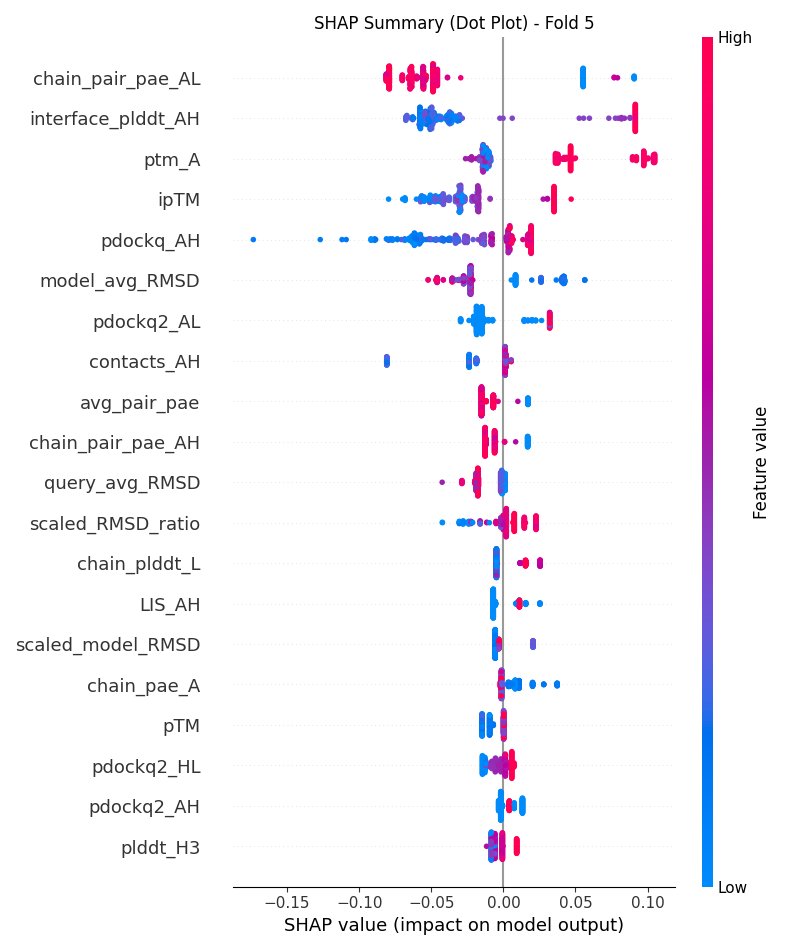 SHAP Summary (Dot Plot) - Fold 5
High
chain_pair_pae_AL
interface_plddt_AH
ptm_A
ipTM
pdockq_AH
model_avg_RMSD
pdockq2_AL
contacts_AH
avg_pair_pae
chain_pair_pae_AH
query_avg_RMSD
scaled_RMSD_ratio
chain_plddt_L
LIS_AH
scaled_model_RMSD
chain_pae_A
pTM
pdockq2_HL
pdockq2_AH
plddt_H3
Feature value
Low
−0.15 −0.10 −0.05 0.00 0.05 0.10
SHAP value (impact on model output)